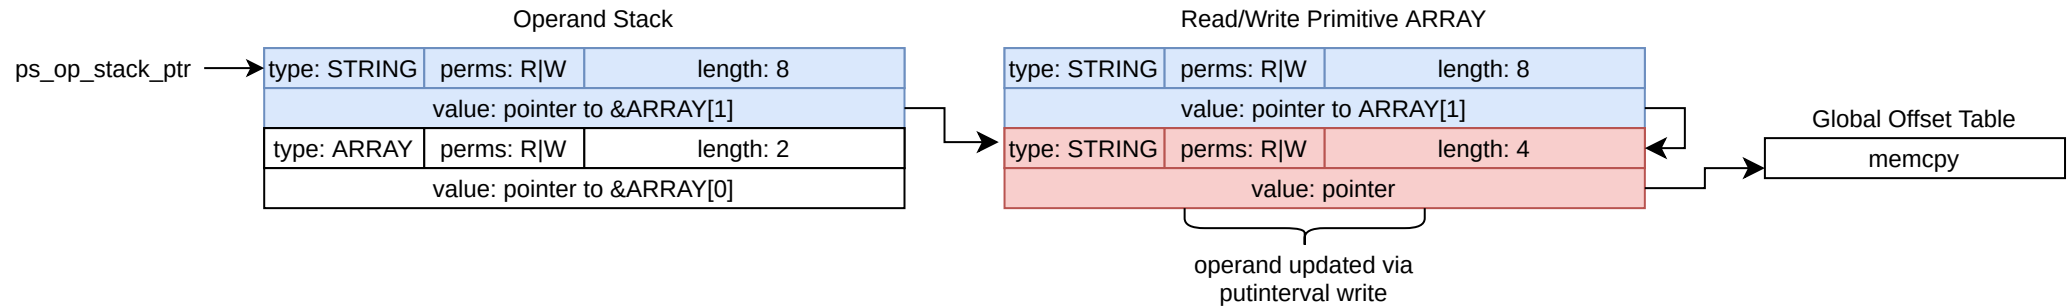 Operand Stack
Read/Write Primitive ARRAY
ps_op_stack_ptr
type: STRING perms: R|W length: 8
value: pointer to &ARRAY[1]
type: ARRAY perms: R|W length: 2
value: pointer to &ARRAY[0]
type: STRING perms: R|W length: 8
value: pointer to ARRAY[1]
type: STRING perms: R|W length: 4
value: pointer
Global Offset Table
memcpy
operand updated via
putinterval write